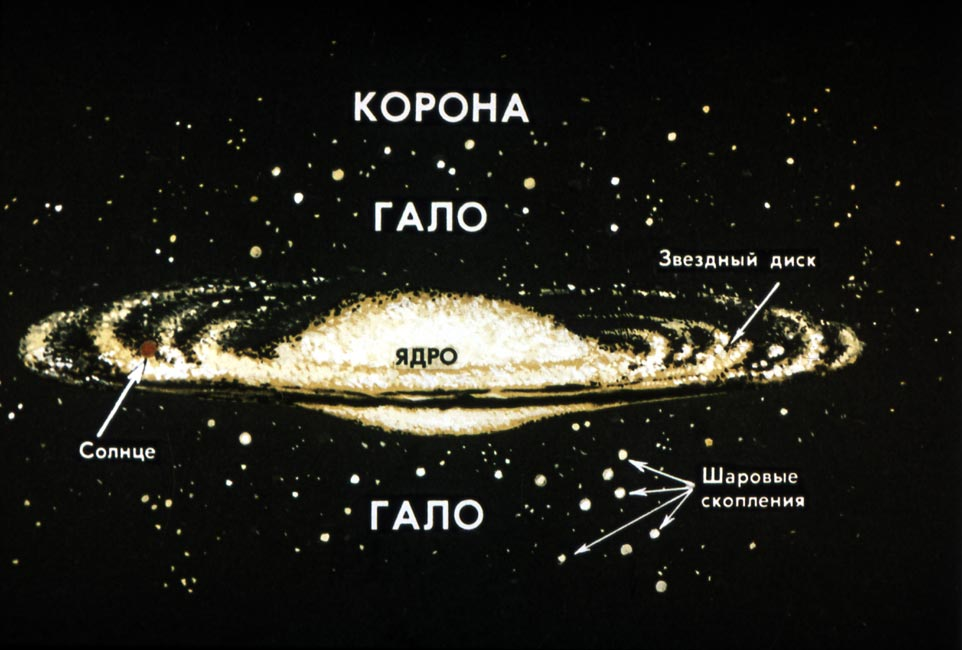 КОРОНА
ГАЛО
Звездный диск
ЯДРО
Солнце
Шаровые
скопления
ГАЛО